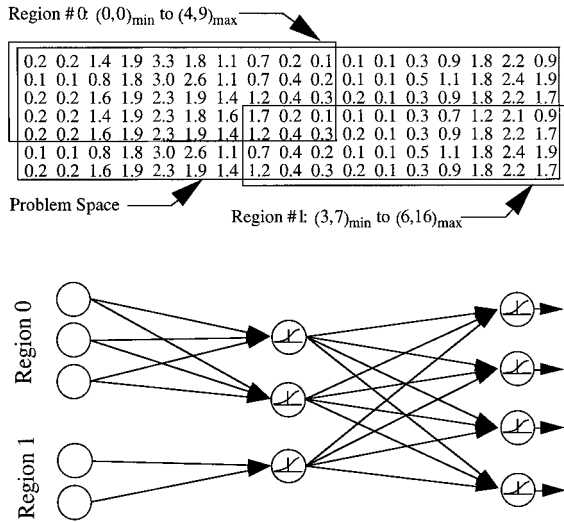 Region #0: (0,0)min to (4,9)max
0.2 0.2 1.4 1.9 3.3 1.8 1.1 0.7 0.2 0.1 0.1 0.1 0.3 0.9 1.8 2.2 0.9
0.1 0.1 0.8 1.8 3.0 2.6 1.1 0.7 0.4 0.2 0.1 0.1 0.5 1.1 1.8 2.4 1.9
0.2 0.2 1.6 1.9 2.3 1.9 1.4 1.2 0.4 0.3 0.2 0.1 0.3 0.9 1.8 2.2 1.7
0.2 0.2 1.4 1.9 2.3 1.8 1.6 1.7 0.2 0.1 0.1 0.1 0.3 0.7 1.2 2.1 0.9
0.2 0.2 1.6 1.9 2.3 1.9 1.4 1.2 0.4 0.3 0.2 0.1 0.3 0.9 1.8 2.2 1.7
0.1 0.1 0.8 1.8 3.0 2.6 1.1 0.7 0.4 0.2 0.1 0.1 0.5 1.1 1.8 2.4 1.9
0.2 0.2 1.6 1.9 2.3 1.9 1.4 1.2 0.4 0.3 0.2 0.1 0.3 0.9 1.8 2.2 1.7
Problem Space
Region #1: (3,7)min to (6,16)max
Region 0
Region 1